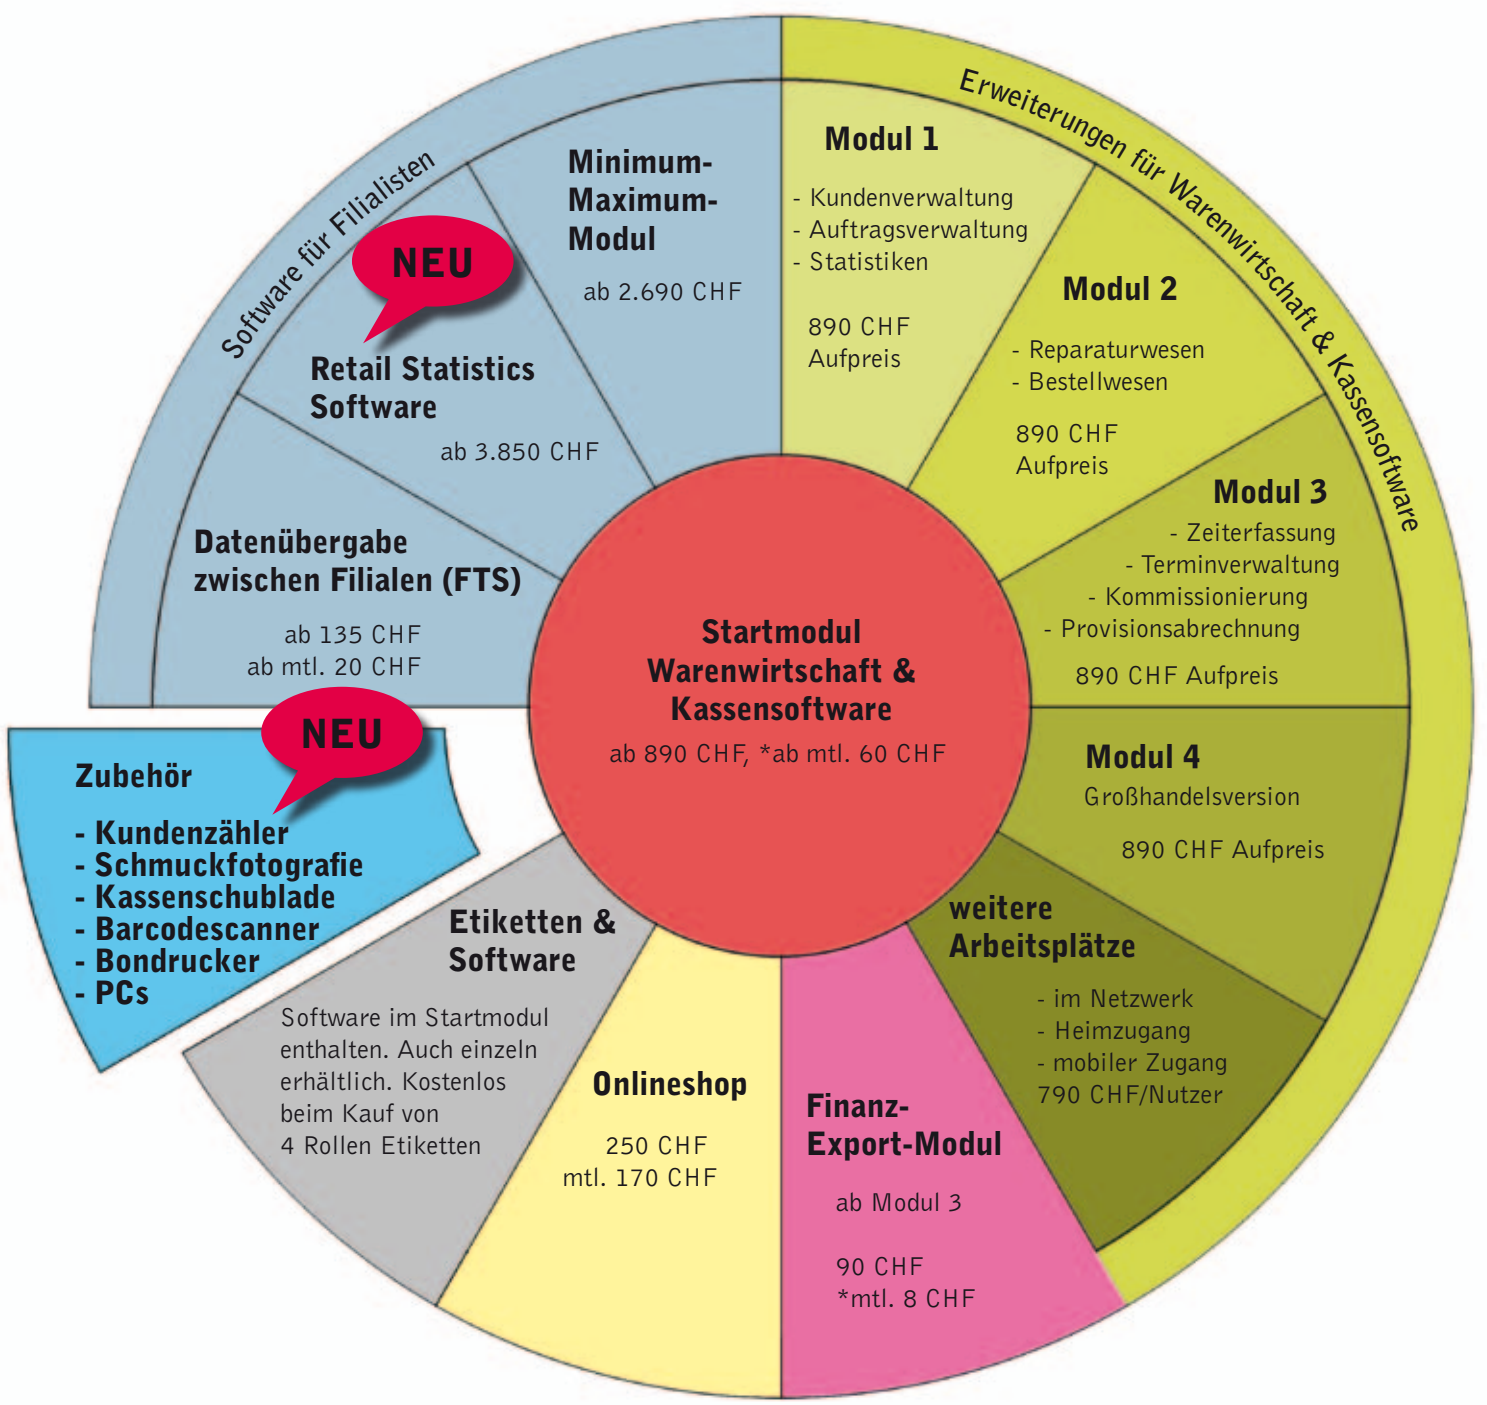 Erweiterungen für Warenwirtschaft & Kassensoftware
Modul 1
- Kundenverwaltung
- Auftragsverwaltung
- Statistiken
890 CHF
Aufpreis
Modul 2
- Reparaturwesen
- Bestellwesen
890 CHF
Aufpreis
Modul 3
- Zeiterfassung
- Terminverwaltung
- Kommissionierung
- Provisionsabrechnung
890 CHF Aufpreis
Modul 4
Großhandelsversion
890 CHF Aufpreis
weitere
Arbeitsplätze
- im Netzwerk
- Heimzugang
- mobiler Zugang
790 CHF/Nutzer
Finanz-
Export-Modul
ab Modul 3
90 CHF
*mtl. 8 CHF
Onlineshop
250 CHF
mtl. 170 CHF
Etiketten &
Software
Software im Startmodul
enthalten. Auch einzeln
erhältlich. Kostenlos
beim Kauf von
4 Rollen Etiketten
NEU
Zubehör
- Kundenzähler
- Schmuckfotografie
- Kassenschublade
- Barcodescanner
- Bondrucker
- PCs
Software für Filialisten
Datenübergabe
zwischen Filialen (FTS)
ab 135 CHF
ab mtl. 20 CHF
NEU
Retail Statistics
Software
ab 3.850 CHF
Minimum-
Maximum-
Modul
ab 2.690 CHF
Startmodul
Warenwirtschaft &
Kassensoftware
ab 890 CHF, *ab mtl. 60 CHF